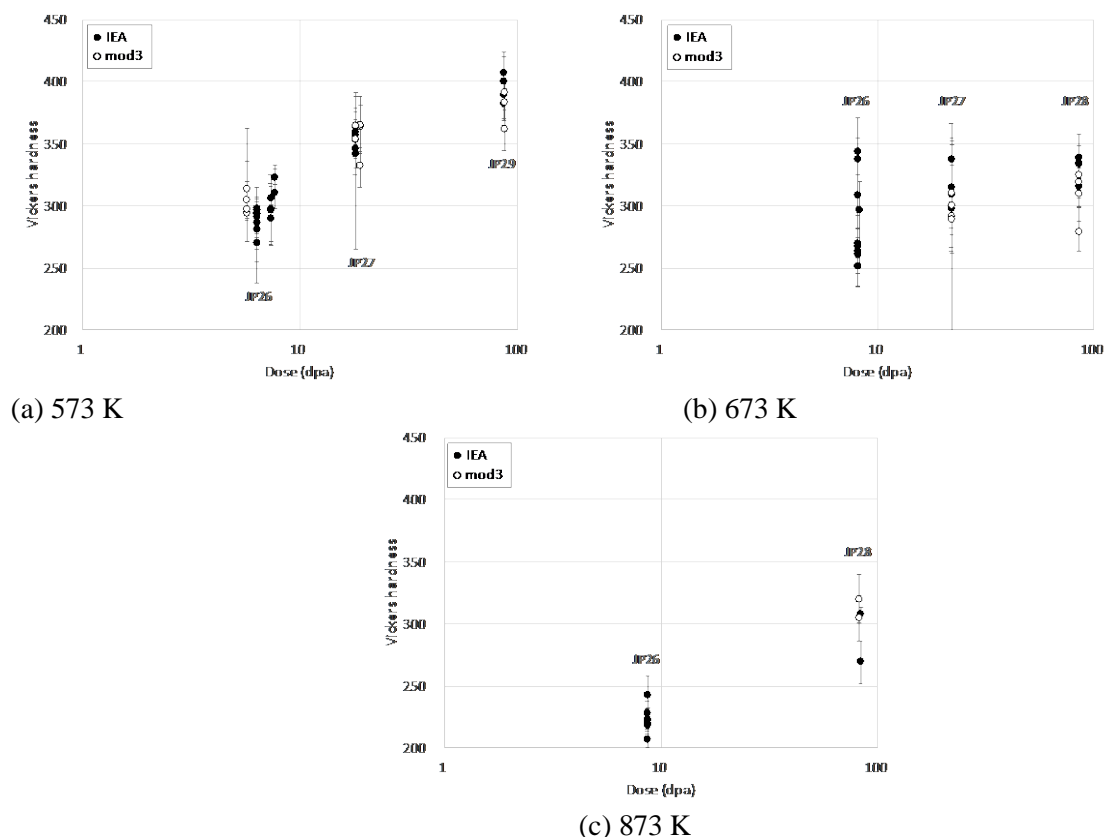 450
400
350
300
250
200
Vickers hardness
IEA
mod3
JP26
JP27
JP29
1
10
100
Dose (dpa)
(a) 573 K
450
400
350
300
250
200
Vickers hardness
IEA
mod3
JP26
JP27
JP28
1
10
100
Dose (dpa)
(b) 673 K
450
400
350
300
250
200
Vickers hardness
IEA
mod3
JP26
JP28
1
10
100
Dose (dpa)
(c) 873 K